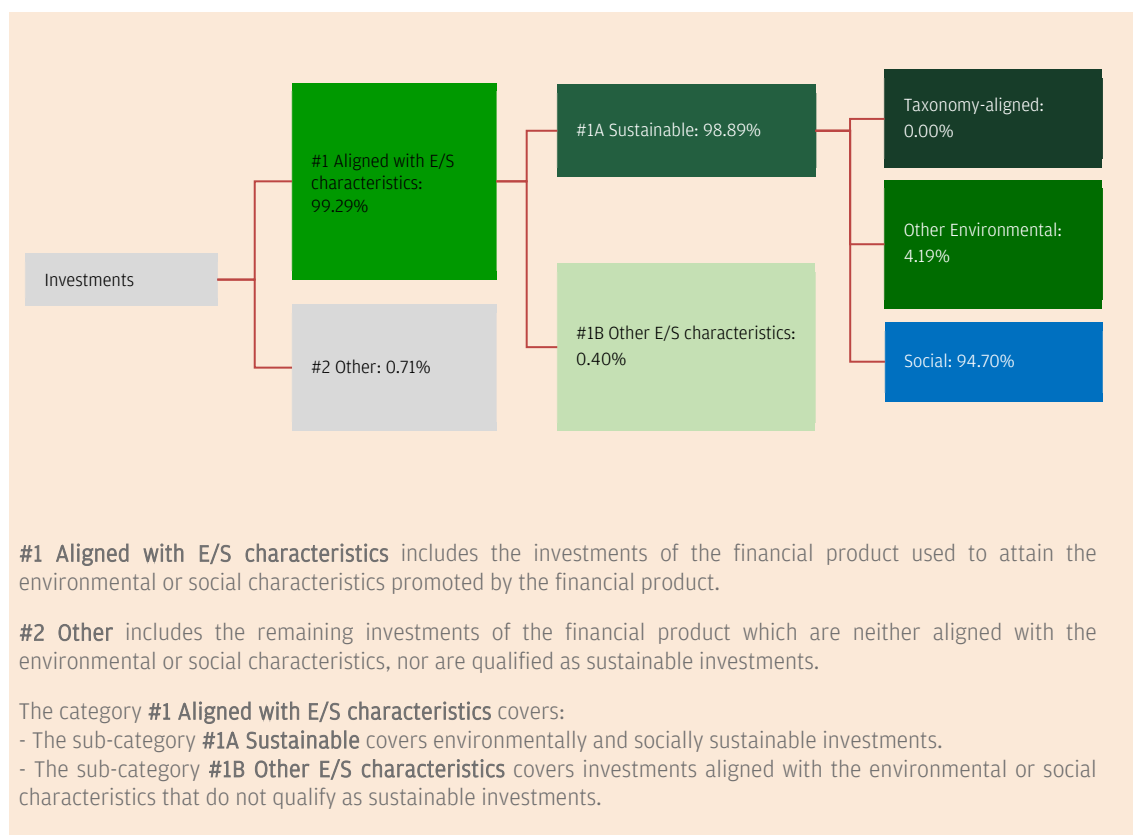 Investments
#1 Aligned with E/S
characteristics:
99.29%
#2 Other: 0.71%
#1A Sustainable: 98.89%
#1B Other E/S characteristics:
0.40%
Taxonomy-aligned:
0.00%
Other Environmental:
4.19%
Social: 94.70%
#1 Aligned with E/S characteristics includes the investments of the financial product used to attain the
environmental or social characteristics promoted by the financial product.
#2 Other includes the remaining investments of the financial product which are neither aligned with the
environmental or social characteristics, nor are qualified as sustainable investments.
The category #1 Aligned with E/S characteristics covers:
- The sub-category #1A Sustainable covers environmentally and socially sustainable investments.
- The sub-category #1B Other E/S characteristics covers investments aligned with the environmental or social
characteristics that do not qualify as sustainable investments.